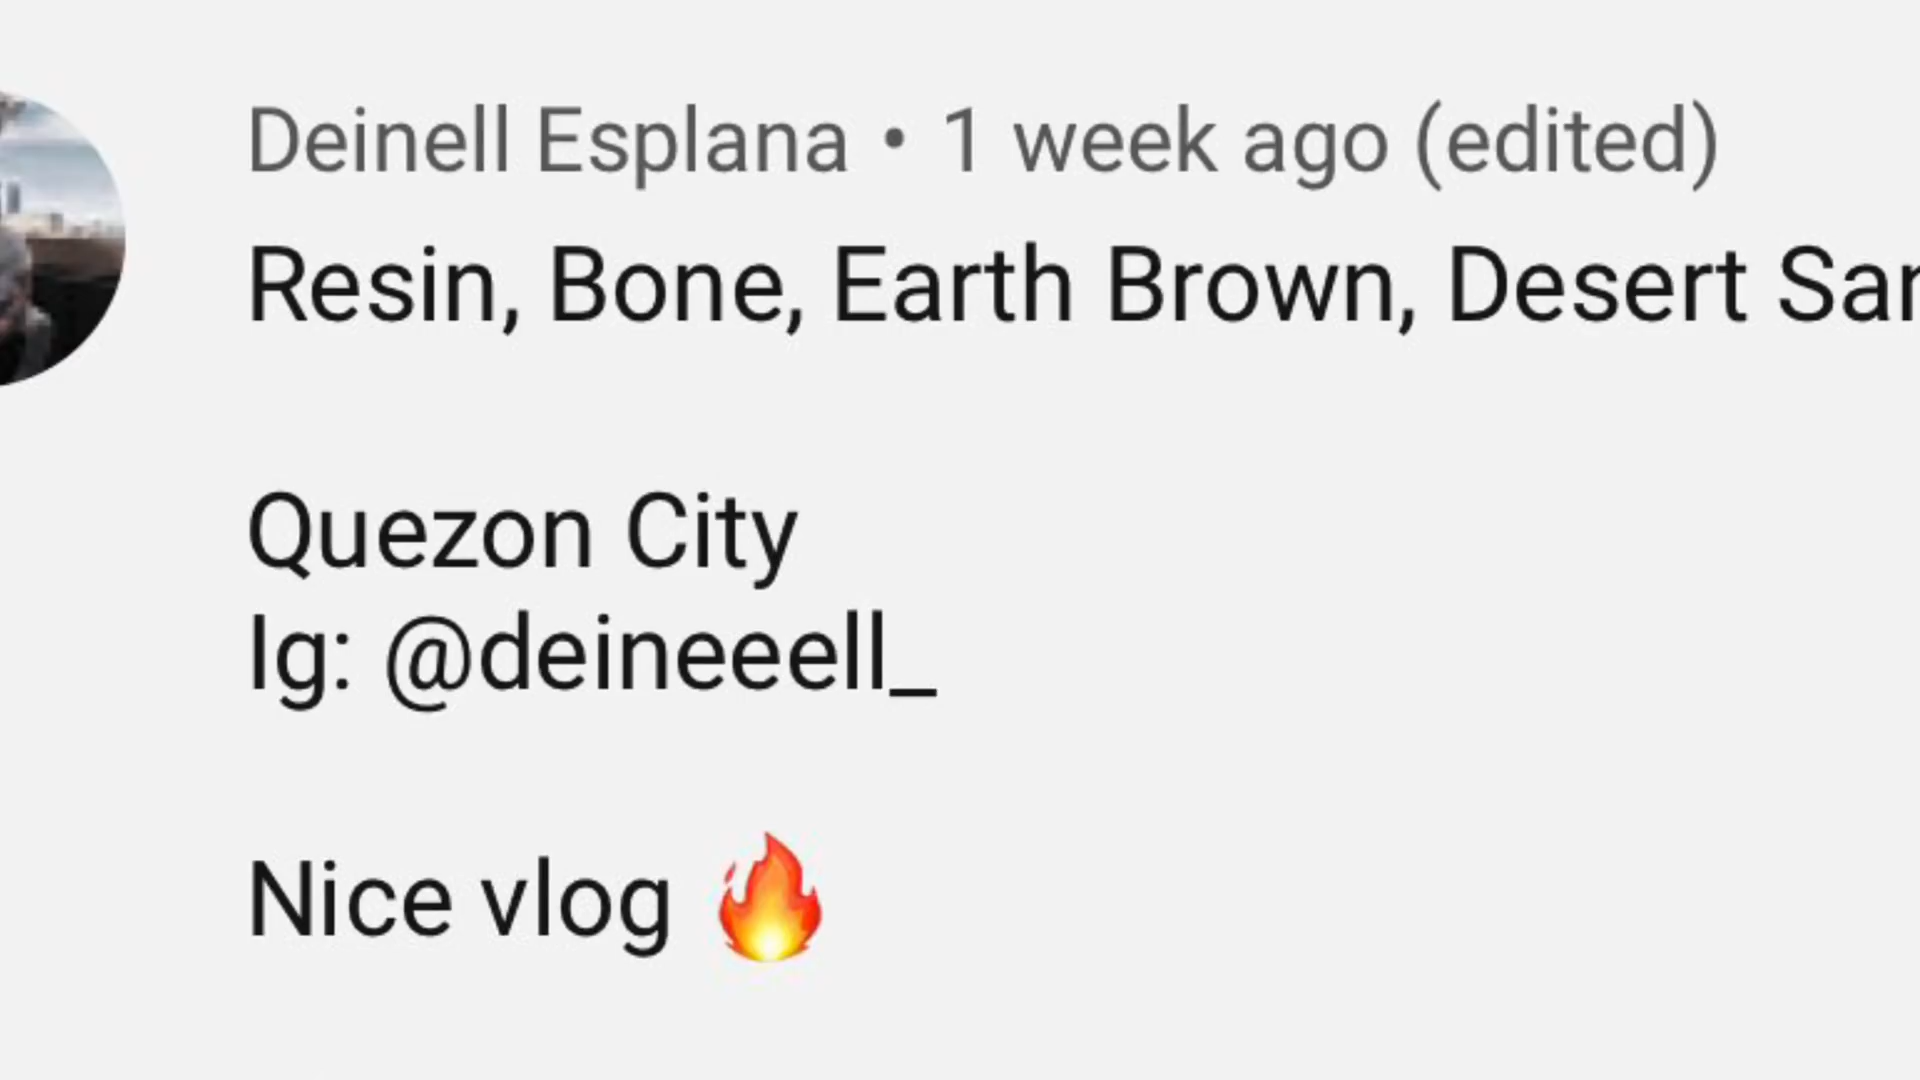 Deinell Esplana • 1 week ago (edited)
Resin, Bone, Earth Brown, Desert
Quezon City
Ig: @deineeell_
Nice vlog 🔥